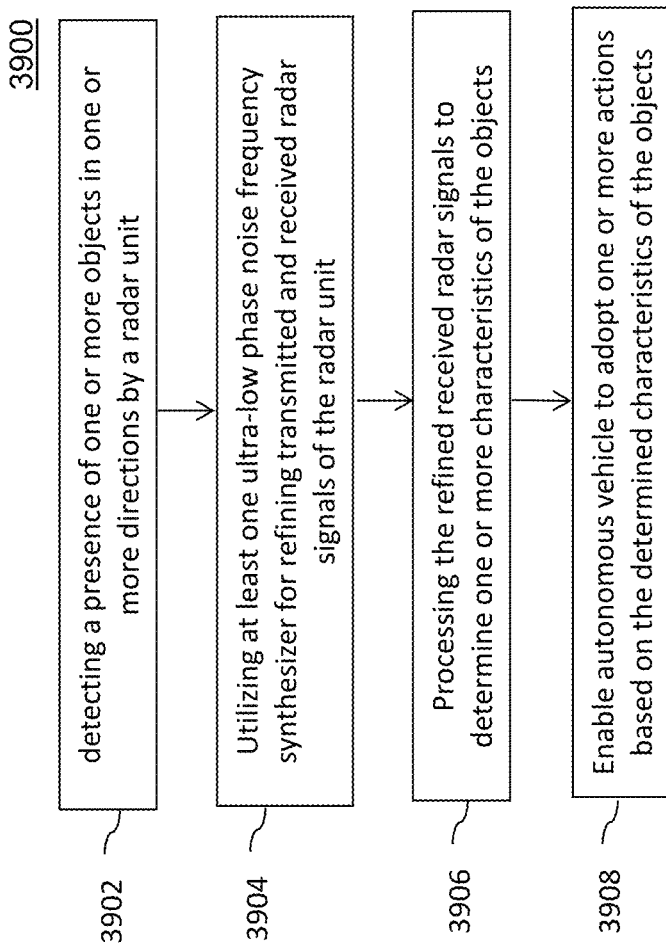 3900
3902
detecting a presence of one or more objects in one or
more directions by a radar unit
3904
Utilizing at least one ultra-low phase noise frequency
synthesizer for refining transmitted and received radar
signals of the radar unit
3906
Processing the refined received radar signals to
determine one or more characteristics of the objects
3908
Enable autonomous vehicle to adopt one or more actions
based on the determined characteristics of the objects